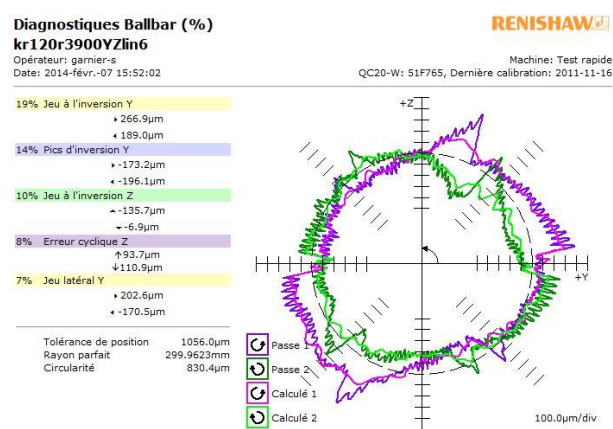 Diagnostiques Ballbar (%)
RENISHAW
kr120r3900YZlin6
Opérateur: garnier-s
Machine: Test rapide
Date: 2014-févr.-07 15:52:02
QC20-W: 51F765, Dernière calibration: 2011-11-16
19% Jeu à l'inversion Y
266.9µm
189.0µm
14% Pics d'inversion Y
-173.2µm
-196.1µm
10% Jeu à l'inversion Z
-135.7µm
-6.9µm
8% Erreur cyclique Z
↑93.7µm
↓110.9µm
7% Jeu latéral Y
202.6µm
-170.5µm
Tolérance de position 1056.0µm
Rayon parfait 299.9623mm
Circularité 830.4µm
+Z
+Y
Passe 1
Passe 2
Calculé 1
Calculé 2
100.0µm/div